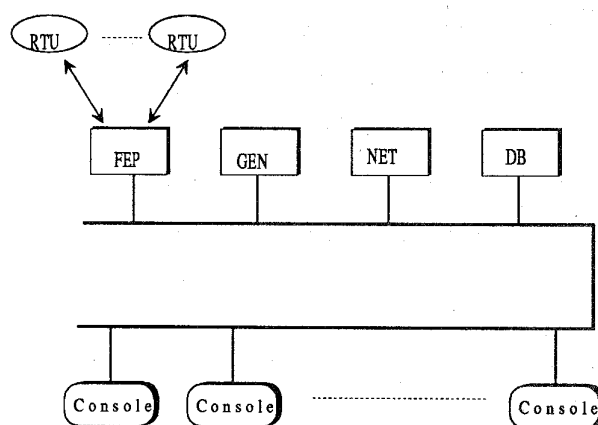 RTU
RTU
FEP
GEN
NET
DB
Console
Console
Console